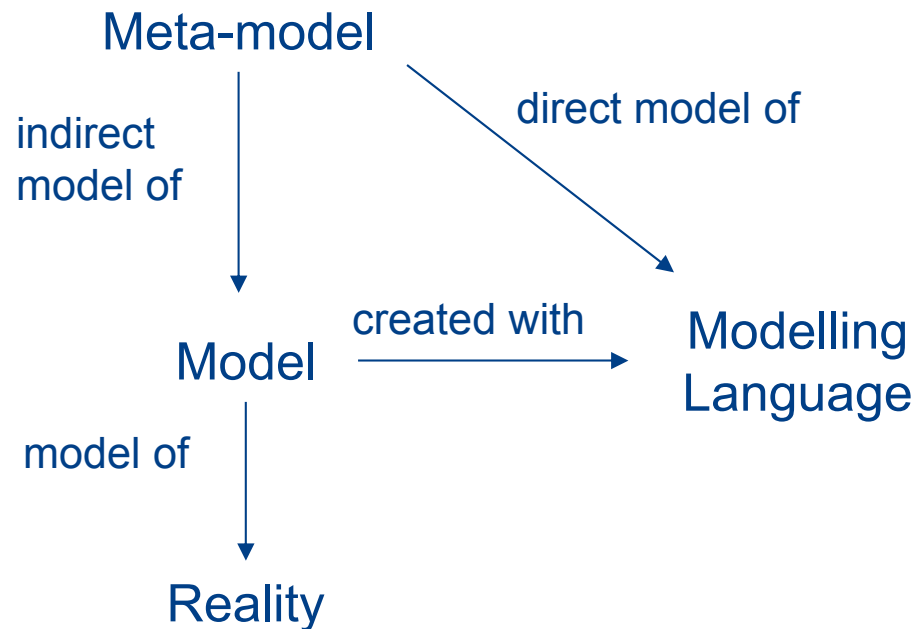 Meta-model
indirect
model of
direct model of
created with
Model
Modelling
Language
model of
Reality